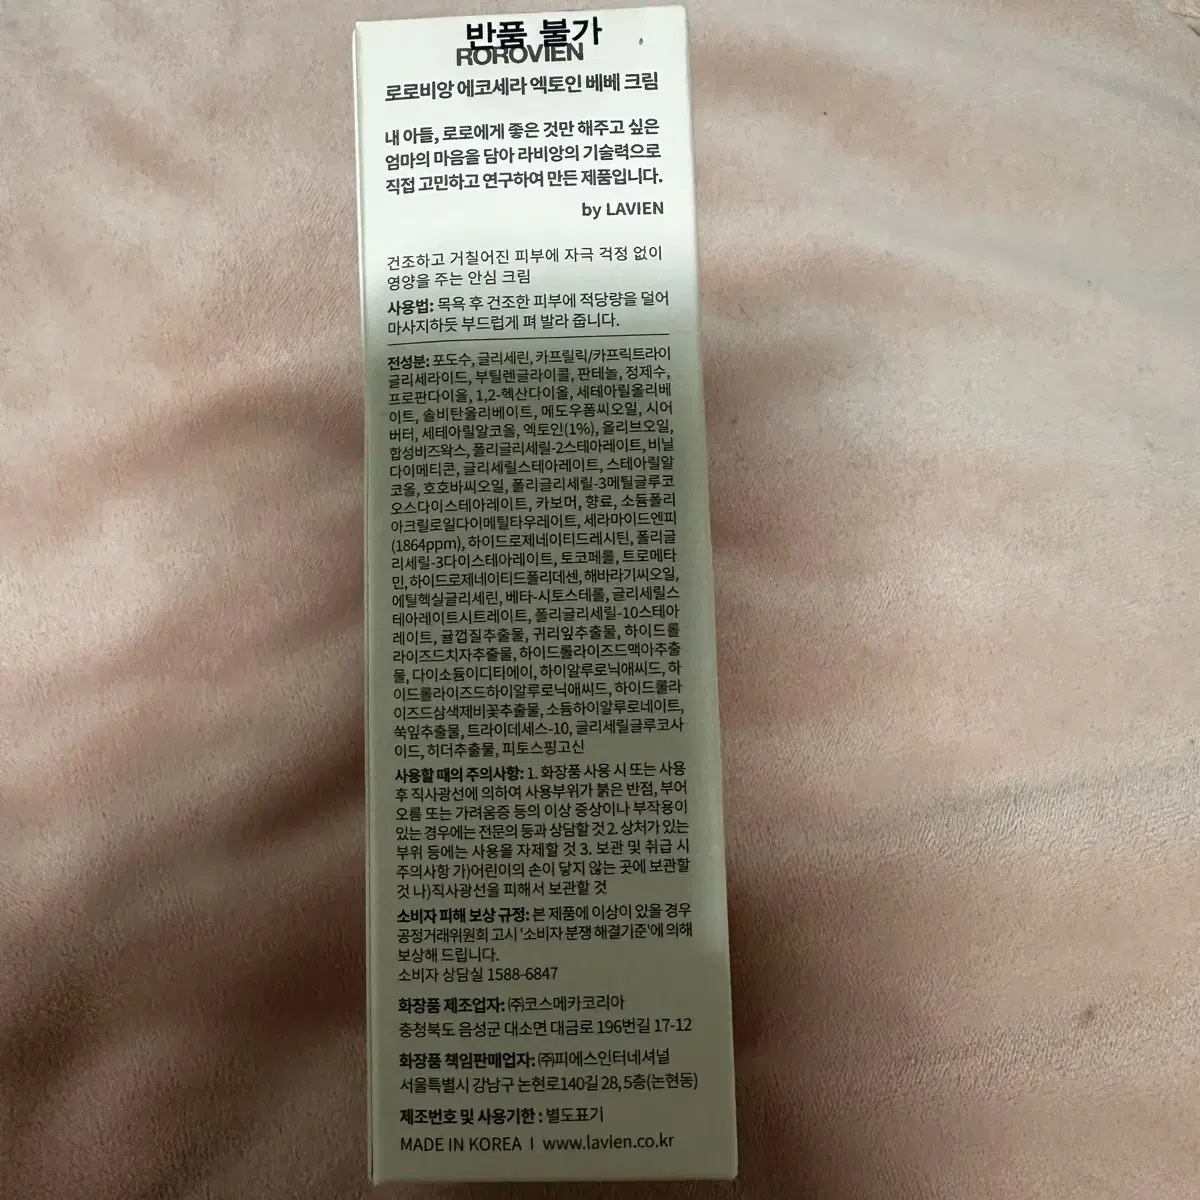 반품 불가
ROROVIEN
로로비앙 에코세라 엑토인 베베 크림
내 아들, 로로에게 좋은 것만 해주고 싶은
엄마의 마음을 담아 라비앙의 기술력으로
직접 고민하고 연구하여 만든 제품입니다.
by LAVIEN
건조하고 거칠어진 피부에 자극 걱정 없이
영양을 주는 안심 크림
사용법: 목욕 후 건조한 피부에 적당량을 덜어
마사지하듯 부드럽게 펴 발라 줍니다.
전성분: 포도수, 글리세린, 카프릴릭/카프릭트라이
글리세라이드, 부틸렌글라이콜, 판테놀, 정제수,
프로판다이올, 1,2-헥산다이올, 세테아릴올리베
이트, 솔비탄올리베이트, 메도우폼씨오일, 시어
버터, 세테아릴알코올, 엑토인(1%), 올리브오일,
합성비즈왁스, 폴리글리세릴-2스테아레이트, 비닐
다이메티콘, 글리세릴스테아레이트, 스테아릴알
코올, 호호바씨오일, 폴리글리세릴-3메틸글루코
오스다이스테아레이트, 카보머, 향료, 소듐폴리
아크릴로일다이메틸타우레이트, 세라마이드엔피
(1864ppm), 하이드로제네이티드레시틴, 폴리글
리세릴-3다이스테아레이트, 토코페롤, 트로메타
민, 하이드로제네이티드폴리데센, 해바라기씨오일,
에틸헥실글리세린, 베타-시토스테롤, 글리세릴스
테아레이트시트레이트, 폴리글리세릴-10스테아
레이트, 귤껍질추출물, 귀리잎추출물, 하이드롤
라이즈드치자추출물, 하이드롤라이즈드맥아추출
물, 다이소듐이디티에이, 하이알루로닉애씨드, 하
이드롤라이즈드하이알루로닉애씨드, 하이드롤라
이즈드삼색제비꽃추출물, 소듐하이알루로네이트,
쑥잎추출물, 트라이데세스-10, 글리세릴글루코사
이드, 히더추출물, 피토스핑고신
사용할 때의 주의사항: 1. 화장품 사용 시 또는 사용
후 직사광선에 의하여 사용부위가 붉은 반점, 부어
오름 또는 가려움증 등의 이상 증상이나 부작용이
있는 경우에는 전문의 등과 상담할 것 2. 상처가 있는
부위 등에는 사용을 자제할 것 3. 보관 및 취급 시
주의사항 가)어린이의 손이 닿지 않는 곳에 보관할
것 나)직사광선을 피해서 보관할 것
소비자 피해 보상 규정: 본 제품에 이상이 있을 경우
공정거래위원회 고시 '소비자 분쟁 해결기준'에 의해
보상해 드립니다.
소비자 상담실 1588-6847
화장품 제조업자: ㈜코스메카코리아
충청북도 음성군 대소면 대금로 196번길 17-12
화장품 책임판매업자: ㈜피에스인터네셔널
서울특별시 강남구 논현로140길 28, 5층(논현동)
제조번호 및 사용기한 : 별도표기
MADE IN KOREA I www.lavien.co.kr